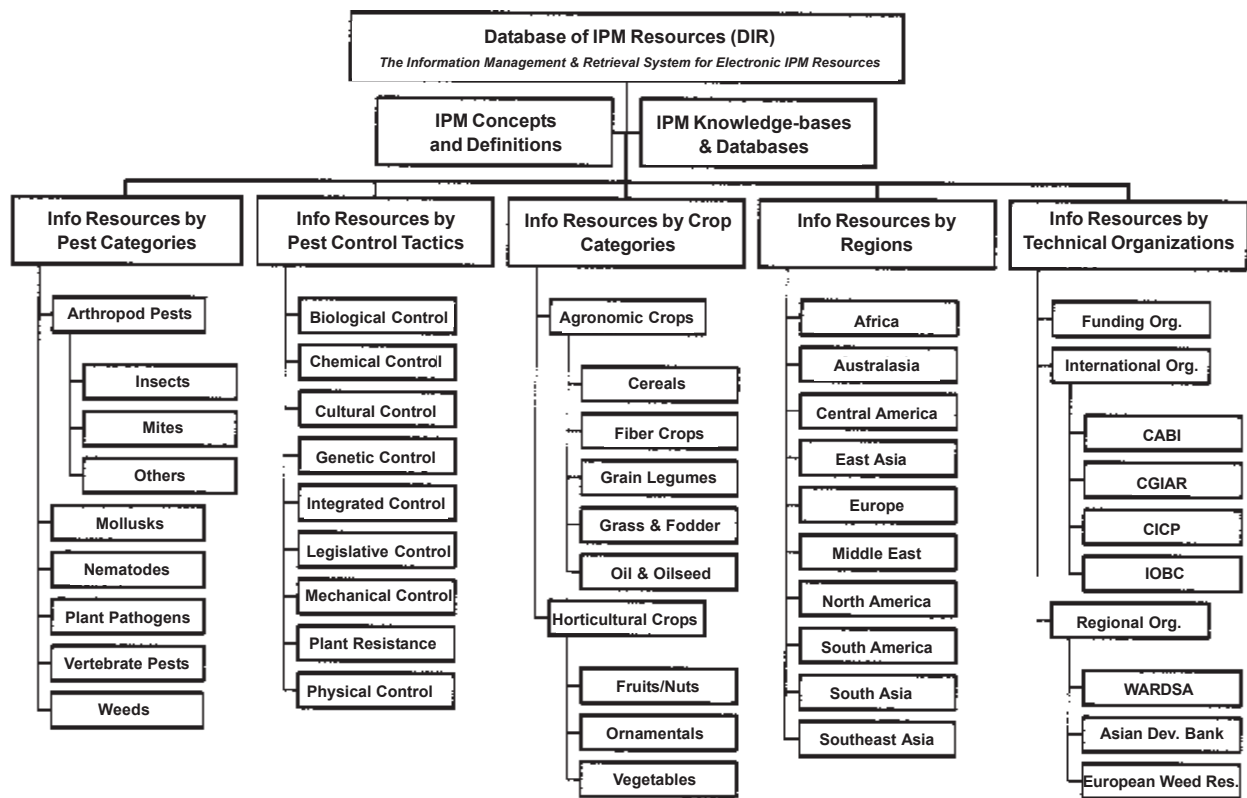 Database of IPM Resources (DIR)
The Information Management & Retrieval System for Electronic IPM Resources
IPM Concepts
and Definitions
IPM Knowledge-bases
& Databases
Info Resources by
Pest Categories
Arthropod Pests
Insects
Mites
Others
Mollusks
Nematodes
Plant Pathogens
Vertebrate Pests
Weeds
Info Resources by
Pest Control Tactics
Biological Control
Chemical Control
Cultural Control
Genetic Control
Integrated Control
Legislative Control
Mechanical Control
Plant Resistance
Physical Control
Info Resources by Crop
Categories
Agronomic Crops
Cereals
Fiber Crops
Grain Legumes
Grass & Fodder
Oil & Oilseed
Horticultural Crops
Fruits/Nuts
Ornamentals
Vegetables
Info Resources by
Regions
Africa
Australasia
Central America
East Asia
Europe
Middle East
North America
South America
South Asia
Southeast Asia
Info Resources by
Technical Organizations
Funding Org.
International Org.
CABI
CGIAR
CICP
IOBC
Regional Org.
WARDSA
Asian Dev. Bank
European Weed Res.